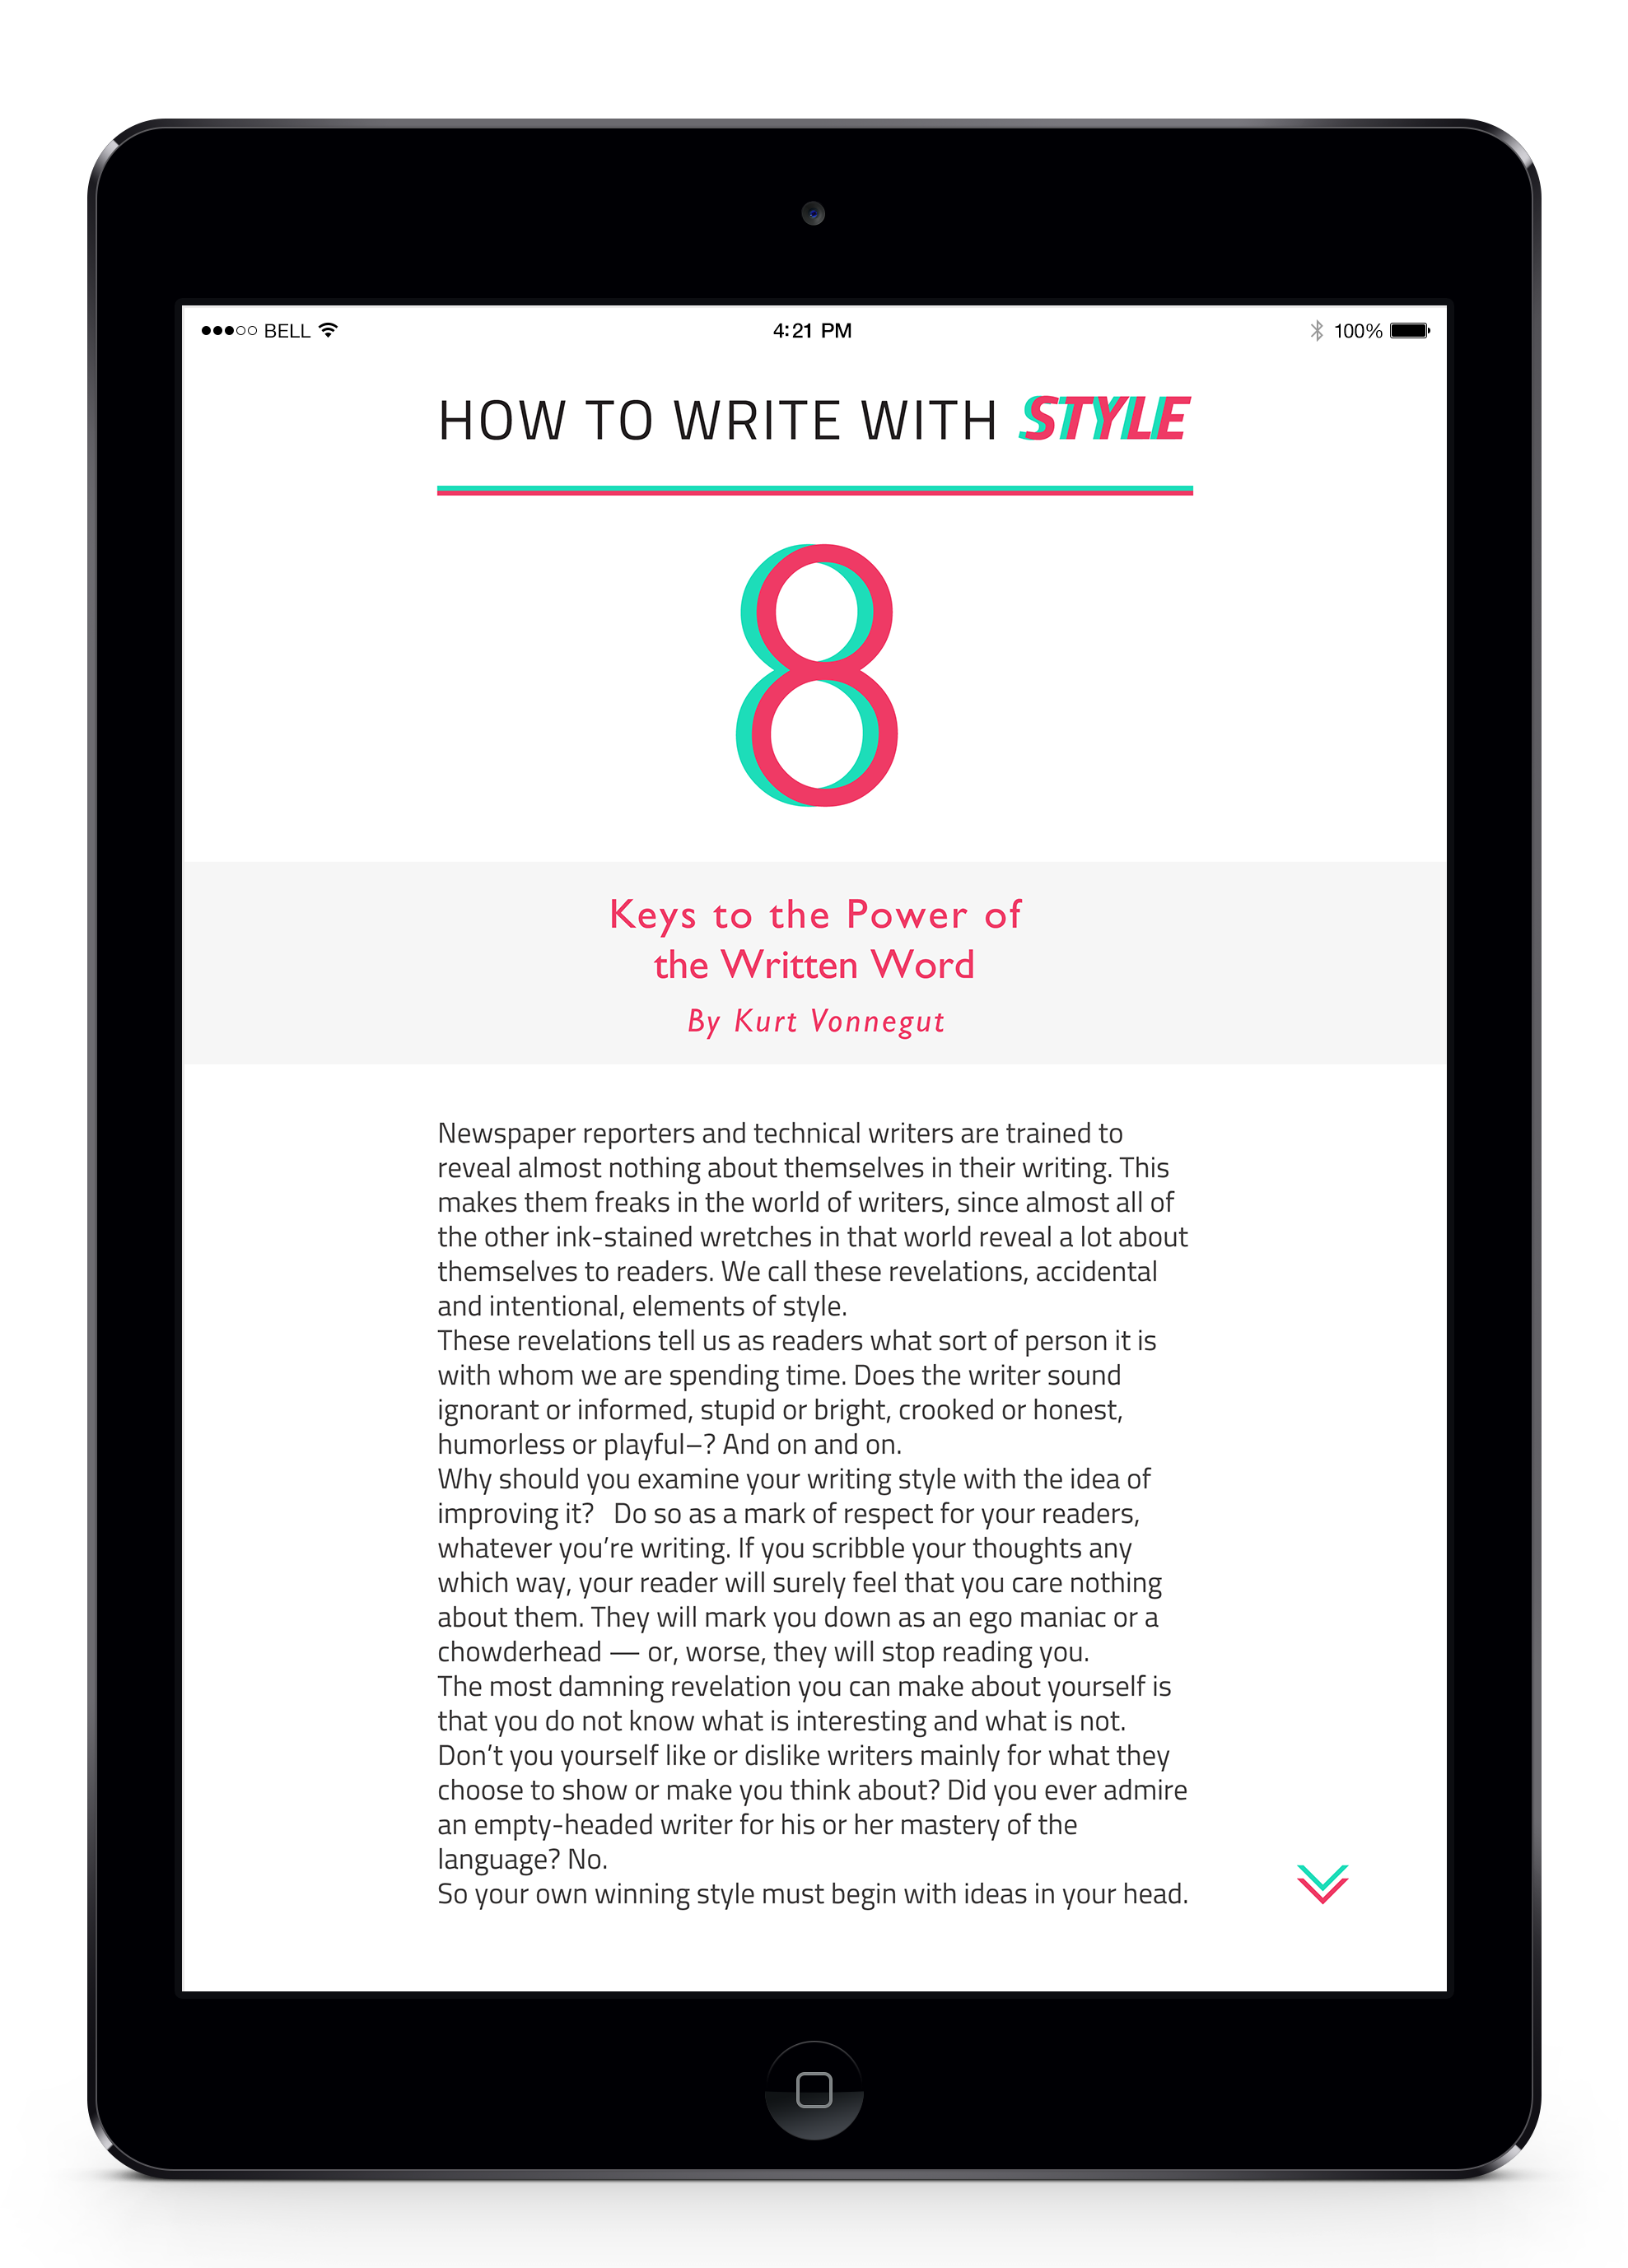 BELL 4:21 PM 100%
HOW TO WRITE WITH STYLE
8
Keys to the Power of
the Written Word
By Kurt Vonnegut
Newspaper reporters and technical writers are trained to
reveal almost nothing about themselves in their writing. This
makes them freaks in the world of writers, since almost all of
the other ink-stained wretches in that world reveal a lot about
themselves to readers. We call these revelations, accidental
and intentional, elements of style.
These revelations tell us as readers what sort of person it is
with whom we are spending time. Does the writer sound
ignorant or informed, stupid or bright, crooked or honest,
humorless or playful–? And on and on.
Why should you examine your writing style with the idea of
improving it?   Do so as a mark of respect for your readers,
whatever you’re writing. If you scribble your thoughts any
which way, your reader will surely feel that you care nothing
about them. They will mark you down as an ego maniac or a
chowderhead — or, worse, they will stop reading you.
The most damning revelation you can make about yourself is
that you do not know what is interesting and what is not.
Don’t you yourself like or dislike writers mainly for what they
choose to show or make you think about? Did you ever admire
an empty-headed writer for his or her mastery of the
language? No.
So your own winning style must begin with ideas in your head.